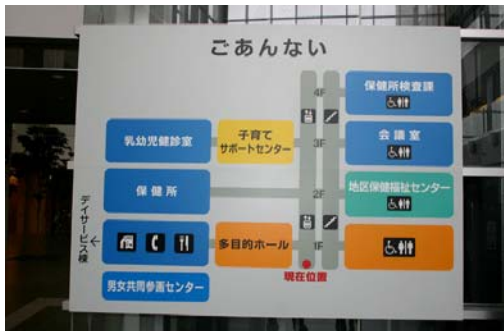 ごあんない
4F
保健所検査課
乳幼児健診室
子育て
サポートセンター
3F
会議室
保健所
2F
地区保健福祉センター
デイサービス棟
多目的ホール
1F
現在位置
男女共同参画センター